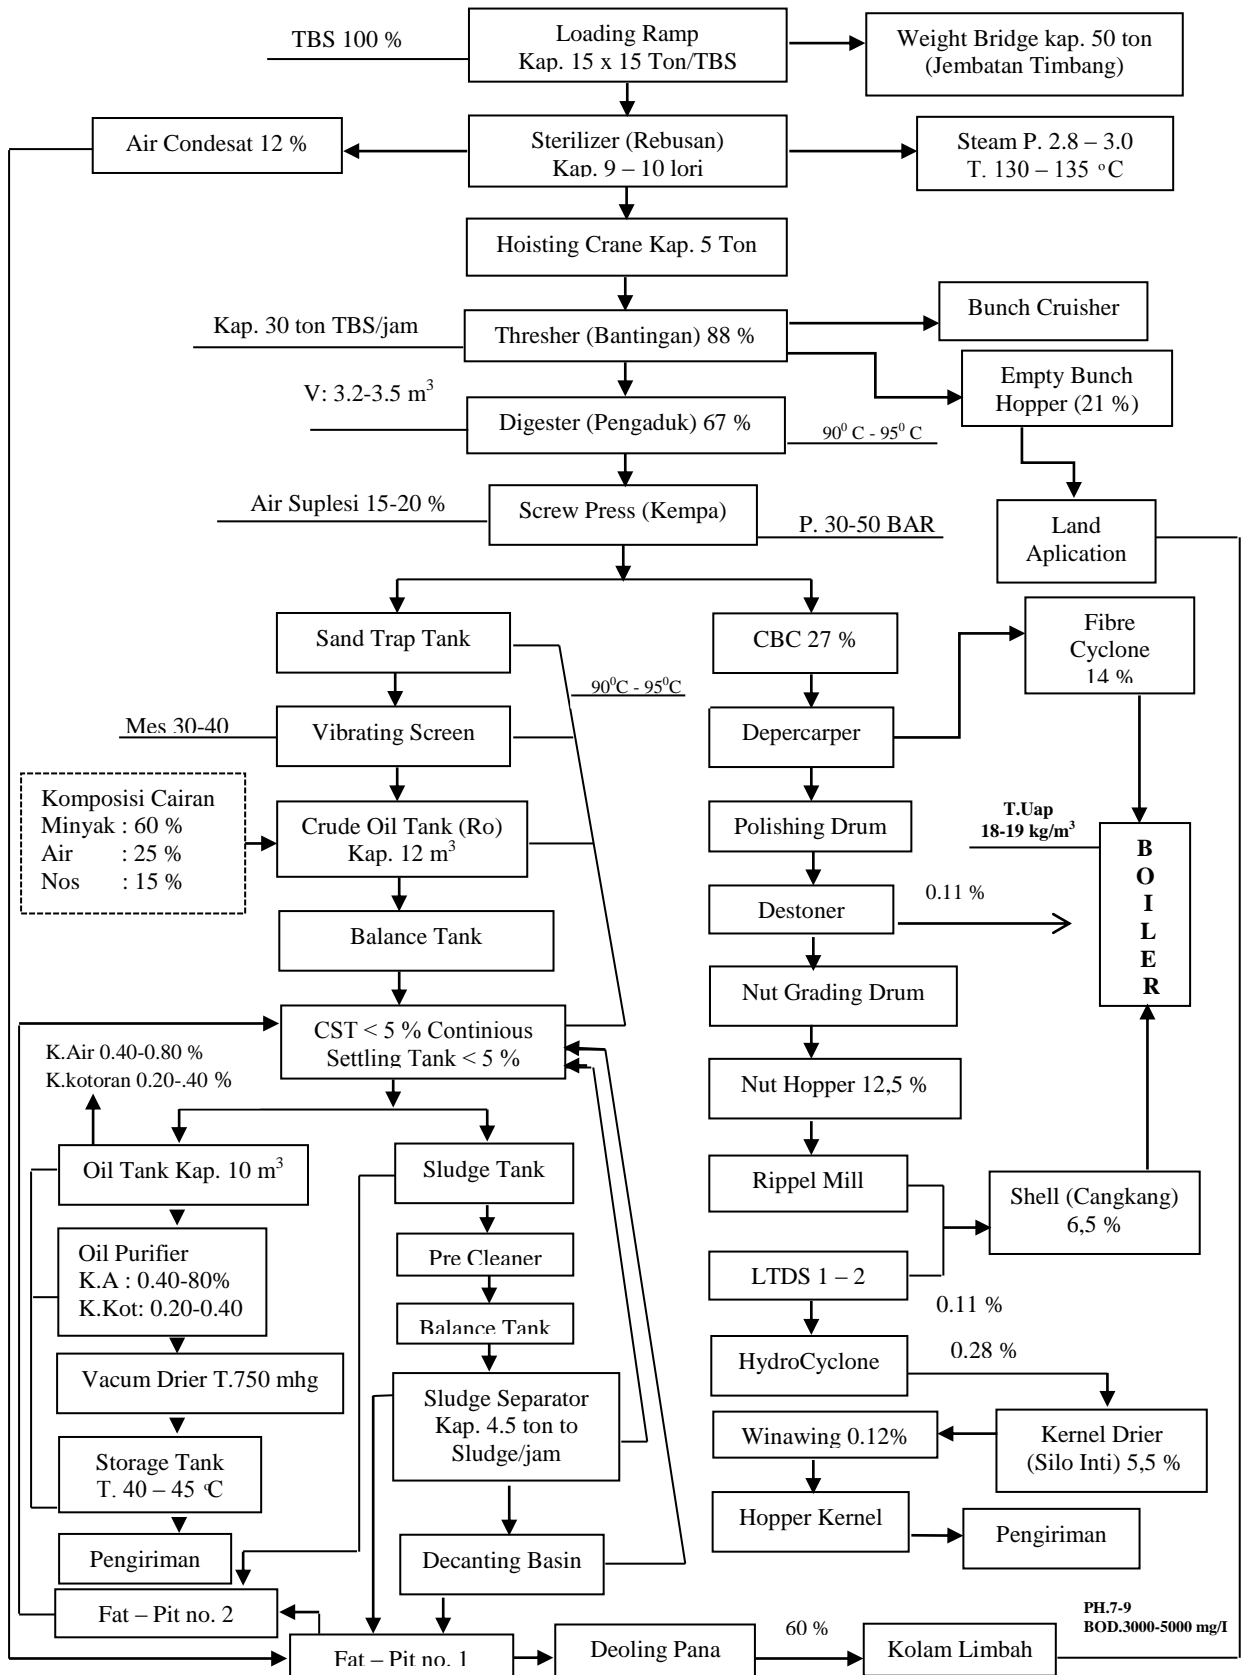 TBS 100 %
Loading Ramp
Kap. 15 x 15 Ton/TBS
Weight Bridge kap. 50 ton
(Jembatan Timbang)
Air Condesat 12 %
Sterilizer (Rebusan)
Kap. 9 – 10 lori
Steam P. 2.8 – 3.0
T. 130 – 135 °C
Hoisting Crane Kap. 5 Ton
Bunch Cruisher
Kap. 30 ton TBS/jam
Thresher (Bantingan) 88 %
Empty Bunch
Hopper (21 %)
V: 3.2-3.5 m³
Digester (Pengaduk) 67 %
90⁰ C - 95⁰ C
Air Suplesi 15-20 %
Screw Press (Kempa)
P. 30-50 BAR
Land
Aplication
Sand Trap Tank
CBC 27 %
Fibre
Cyclone
14 %
90⁰C - 95⁰C
Mes 30-40
Vibrating Screen
Depercarper
Komposisi Cairan
Minyak : 60 %
Air : 25 %
Nos : 15 %
Crude Oil Tank (Ro)
Kap. 12 m³
Polishing Drum
T.Uap
18-19 kg/m³
B
O
I
L
E
R
Destoner
0.11 %
Balance Tank
Nut Grading Drum
CST < 5 % Continious
Settling Tank < 5 %
K.Air 0.40-0.80 %
K.kotoran 0.20-.40 %
Nut Hopper 12,5 %
Oil Tank Kap. 10 m³
Sludge Tank
Rippel Mill
Shell (Cangkang)
6,5 %
Oil Purifier
K.A : 0.40-80%
K.Kot: 0.20-0.40
Pre Cleaner
LTDS 1 – 2
0.11 %
Balance Tank
HydroCyclone
0.28 %
Vacum Drier T.750 mhg
Sludge Separator
Kap. 4.5 ton to
Sludge/jam
Winawing 0.12%
Kernel Drier
(Silo Inti) 5,5 %
Storage Tank
T. 40 – 45 °C
Hopper Kernel
Pengiriman
Pengiriman
Decanting Basin
Fat – Pit no. 2
PH.7-9
BOD.3000-5000 mg/I
Fat – Pit no. 1
Deoling Pana
60 %
Kolam Limbah